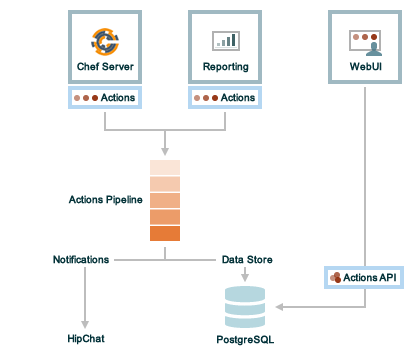 Chef Server
Reporting
WebUI
Actions
Actions
Actions Pipeline
Notifications
Data Store
Actions API
HipChat
PostgreSQL